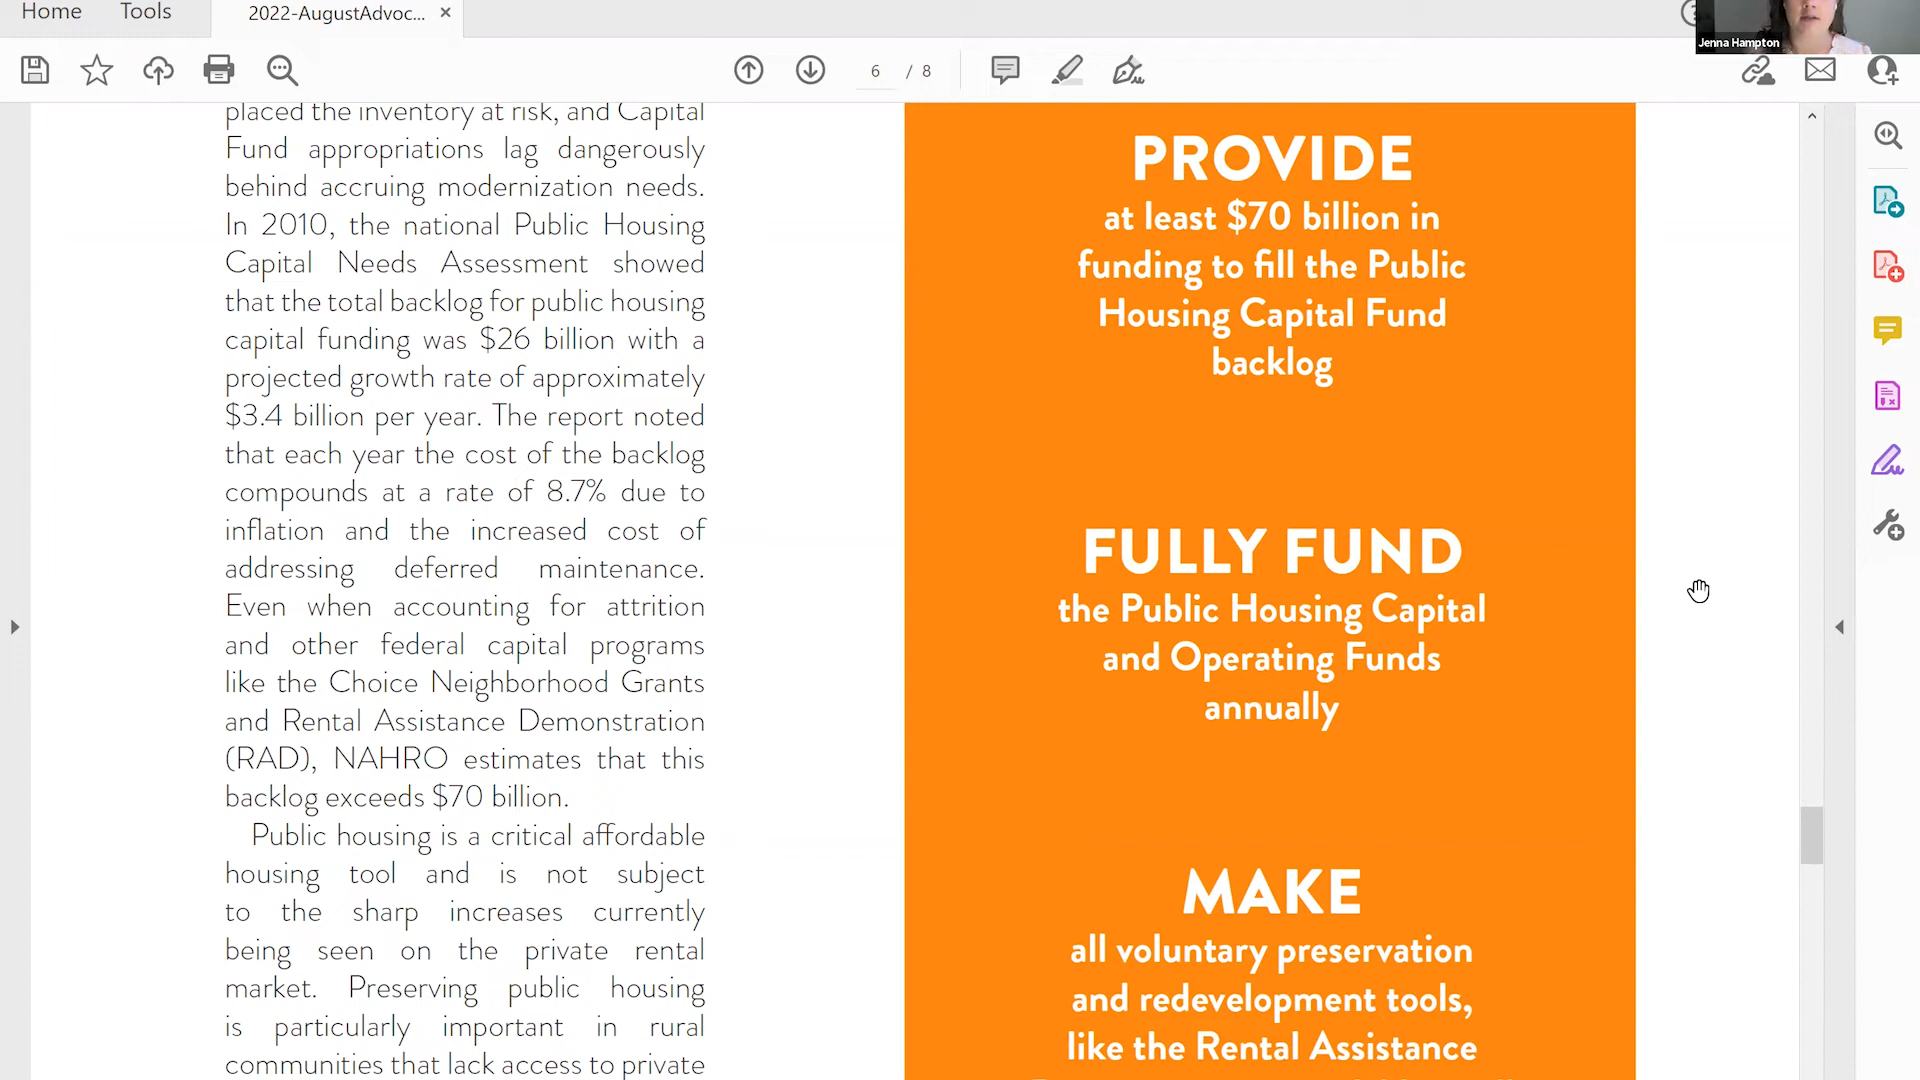 Home
Tools
2022-AugustAdvoc...
Jenna Hampton
6 / 8
placed the inventory at risk, and Capital
Fund appropriations lag dangerously
behind accruing modernization needs.
In 2010, the national Public Housing
Capital Needs Assessment showed
that the total backlog for public housing
capital funding was $26 billion with a
projected growth rate of approximately
$3.4 billion per year. The report noted
that each year the cost of the backlog
compounds at a rate of 8.7% due to
inflation and the increased cost of
addressing deferred maintenance.
Even when accounting for attrition
and other federal capital programs
like the Choice Neighborhood Grants
and Rental Assistance Demonstration
(RAD), NAHRO estimates that this
backlog exceeds $70 billion.
Public housing is a critical affordable
housing tool and is not subject
to the sharp increases currently
being seen on the private rental
market. Preserving public housing
is particularly important in rural
communities that lack access to private
PROVIDE
at least $70 billion in
funding to fill the Public
Housing Capital Fund
backlog
FULLY FUND
the Public Housing Capital
and Operating Funds
annually
MAKE
all voluntary preservation
and redevelopment tools,
like the Rental Assistance